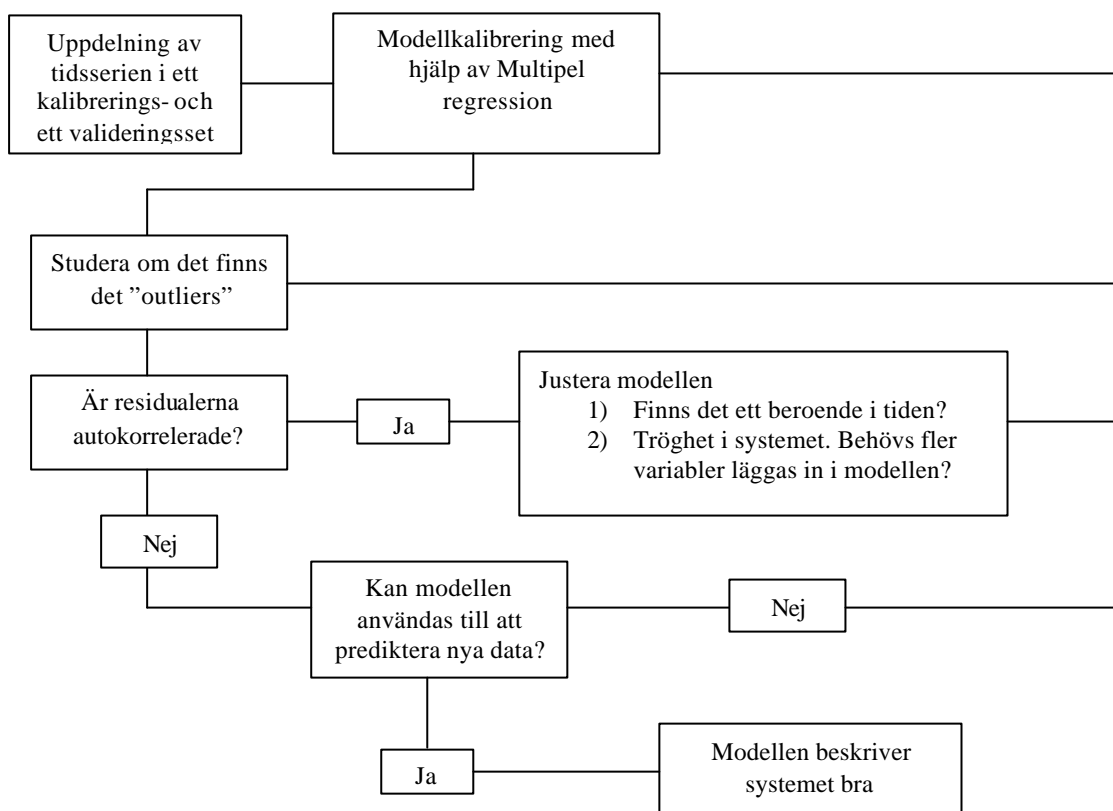 Uppdelning av
tidsserien i ett
kalibrerings- och
ett valideringsset
Modellkalibrering med
hjälp av Multipel
regression
Studera om det finns
det ”outliers”
Är residualerna
autokorrelerade?
Ja
Justera modellen
1) Finns det ett beroende i tiden?
2) Tröghet i systemet. Behövs fler
variabler läggas in i modellen?
Nej
Kan modellen
användas till att
prediktera nya data?
Nej
Ja
Modellen beskriver
systemet bra